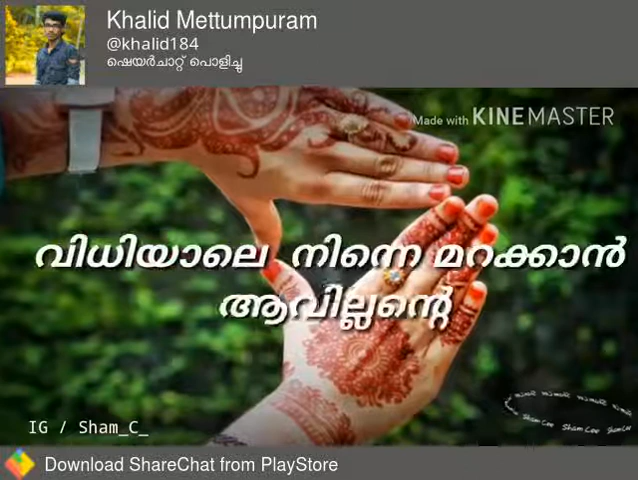 Khalid Mettumpuram
@khalid184
ഷെയർചാറ്റ് പൊളിച്ചു
Made with KINEMASTER
വിധിയാലെ നിന്നെ മറക്കാൻ
ആവില്ലന്റെ
IG / Sham_C_
Download ShareChat from PlayStore